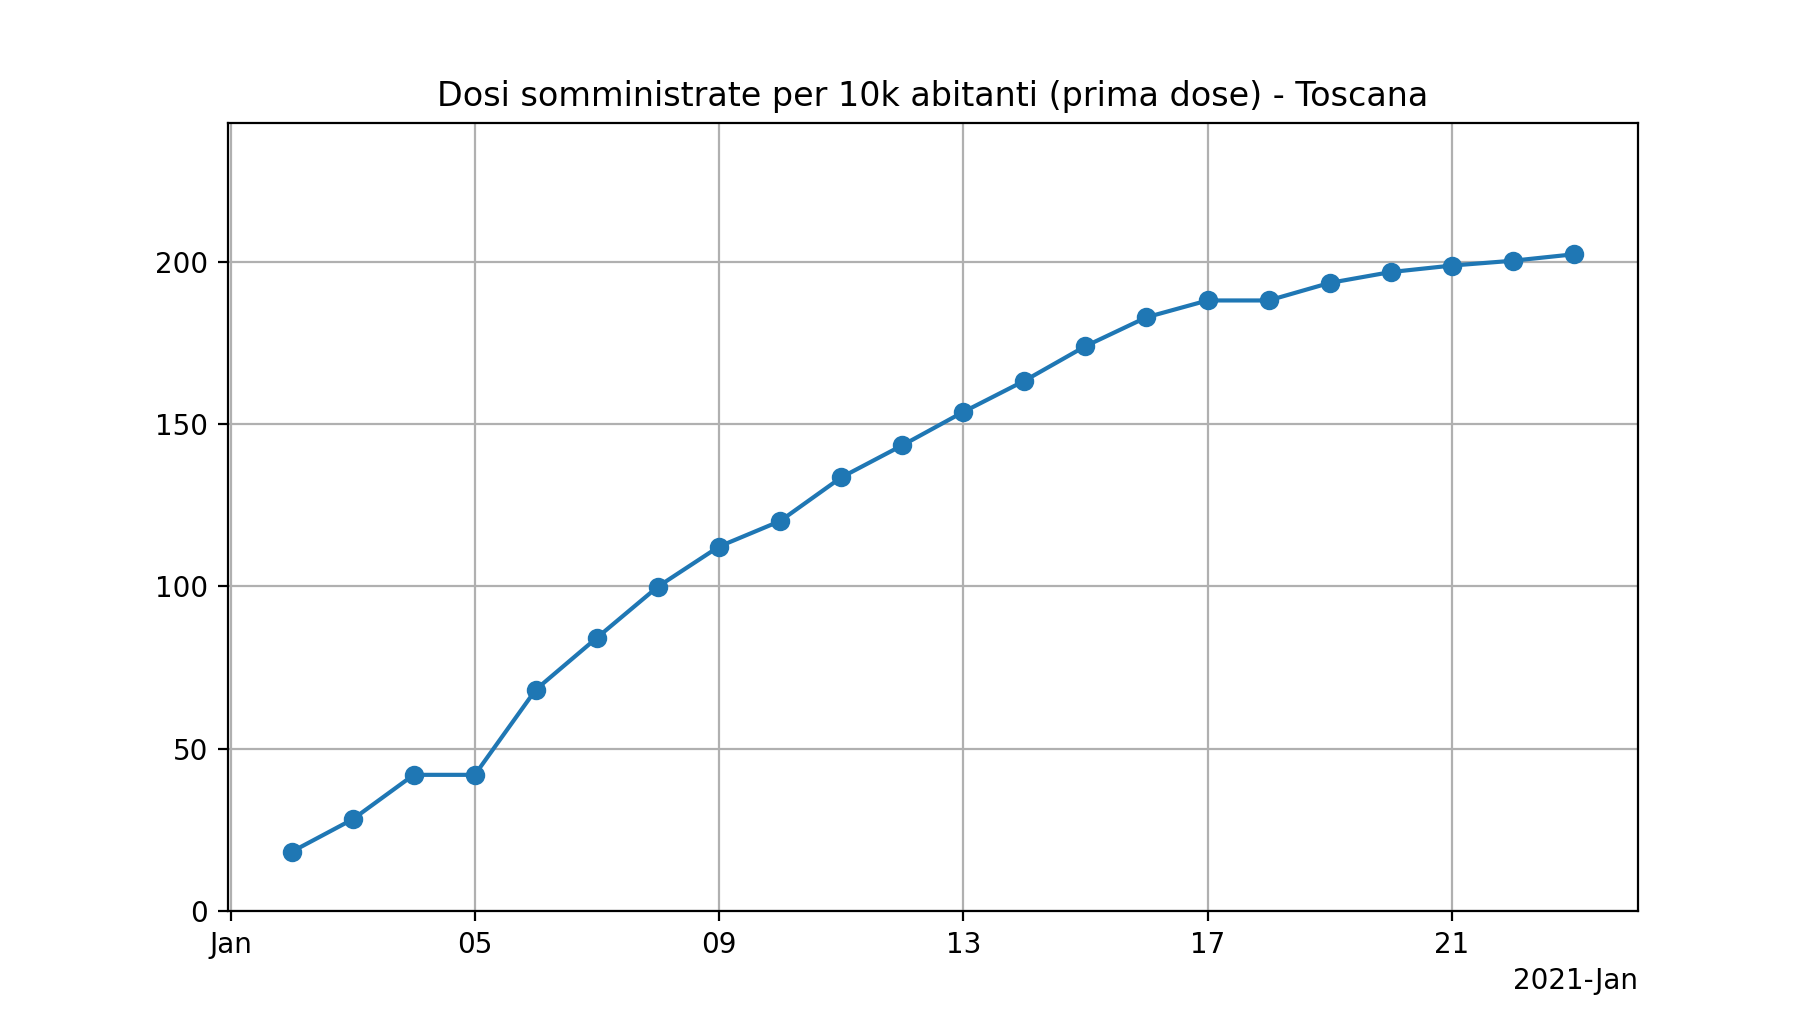 Dosi somministrate per 10k abitanti (prima dose) - Toscana
200
150
100
50
0
Jan 05 09 13 17 21
2021-Jan